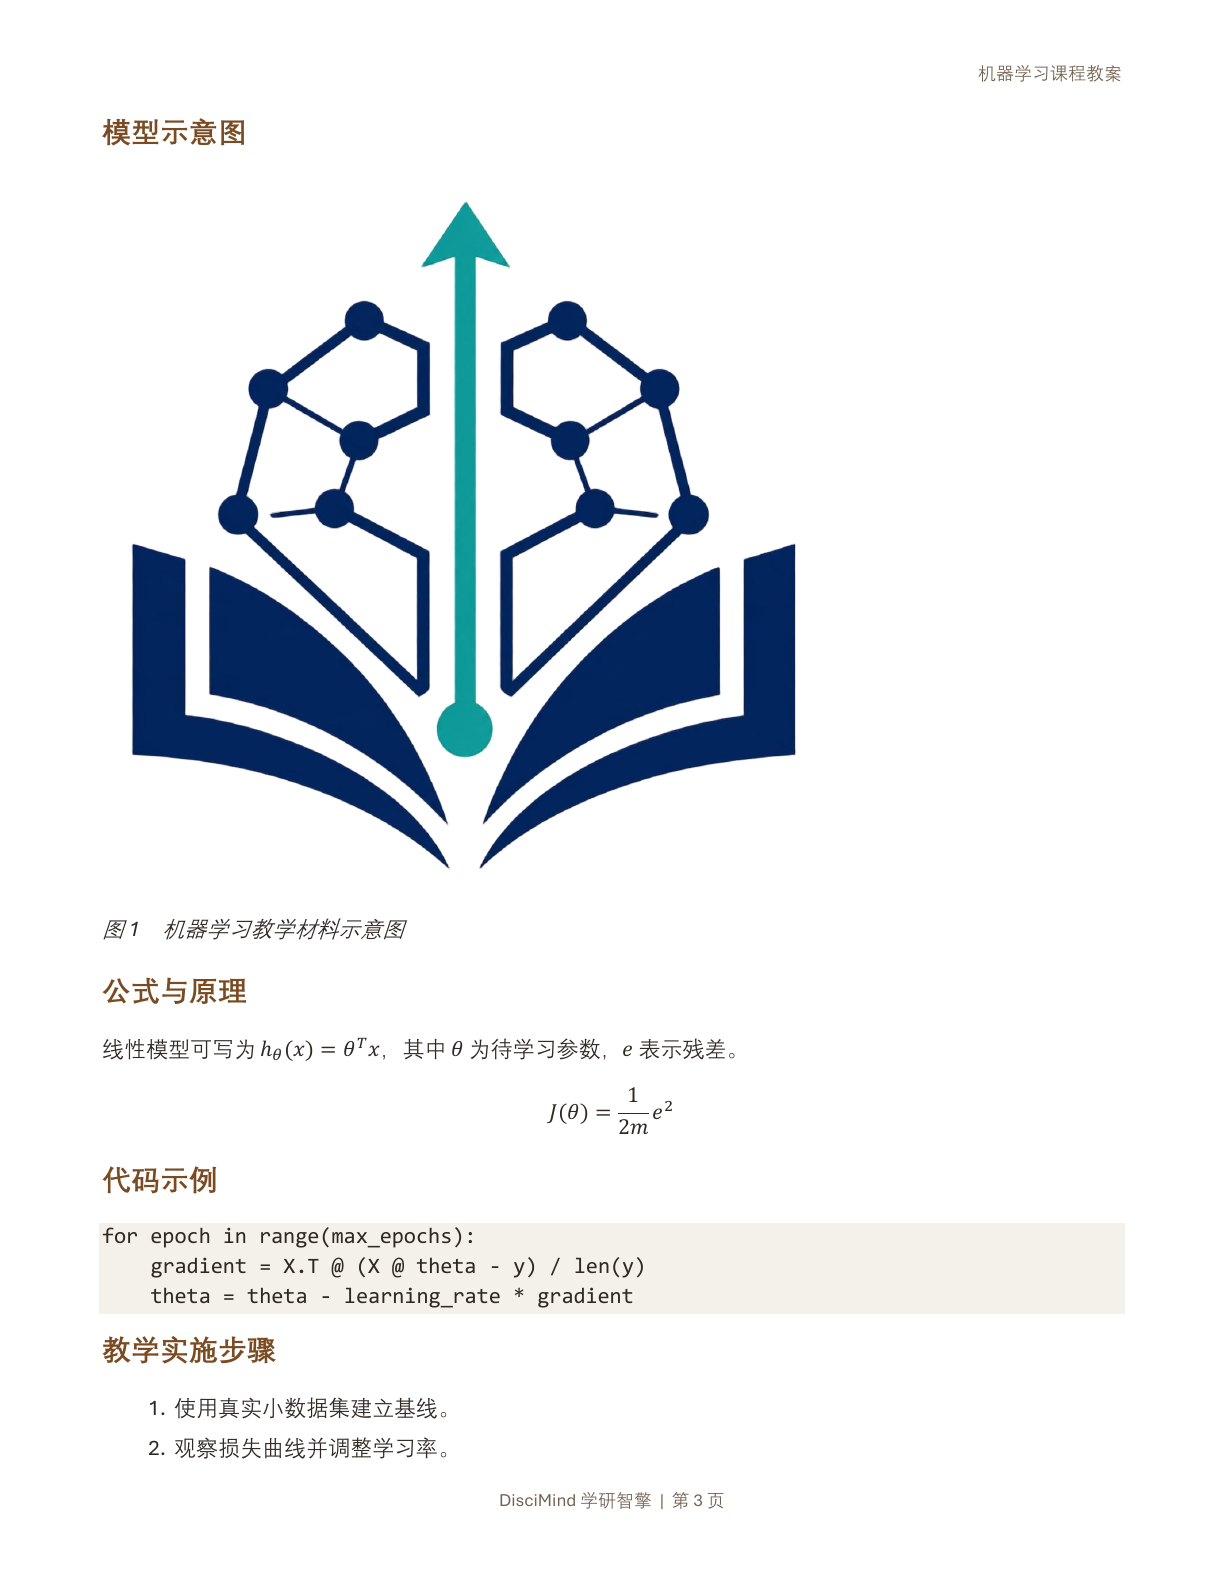 机器学习课程教案
模型示意图
图 1　机器学习教学材料示意图
公式与原理
线性模型可写为 h_θ(x) = θ^T x，其中 θ 为待学习参数，e 表示残差。
J(θ) = \frac{1}{2m} e^2
代码示例
for epoch in range(max_epochs):
    gradient = X.T @ (X @ theta - y) / len(y)
    theta = theta - learning_rate * gradient
教学实施步骤
1. 使用真实小数据集建立基线。
2. 观察损失曲线并调整学习率。
DisciMind 学研智擎 | 第 3 页